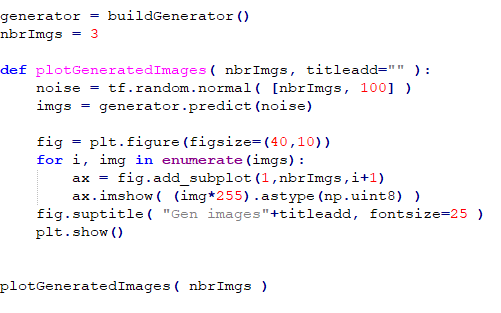 generator = buildGenerator()
nbrImgs = 3
def plotGeneratedImages( nbrImgs, titleadd="" ):
    noise = tf.random.normal( [nbrImgs, 100] )
    imgs = generator.predict(noise)
    fig = plt.figure(figsize=(40,10))
    for i, img in enumerate(imgs):
        ax = fig.add_subplot(1,nbrImgs,i+1)
        ax.imshow( (img*255).astype(np.uint8) )
    fig.suptitle( "Gen images"+titleadd, fontsize=25 )
    plt.show()
plotGeneratedImages( nbrImgs )